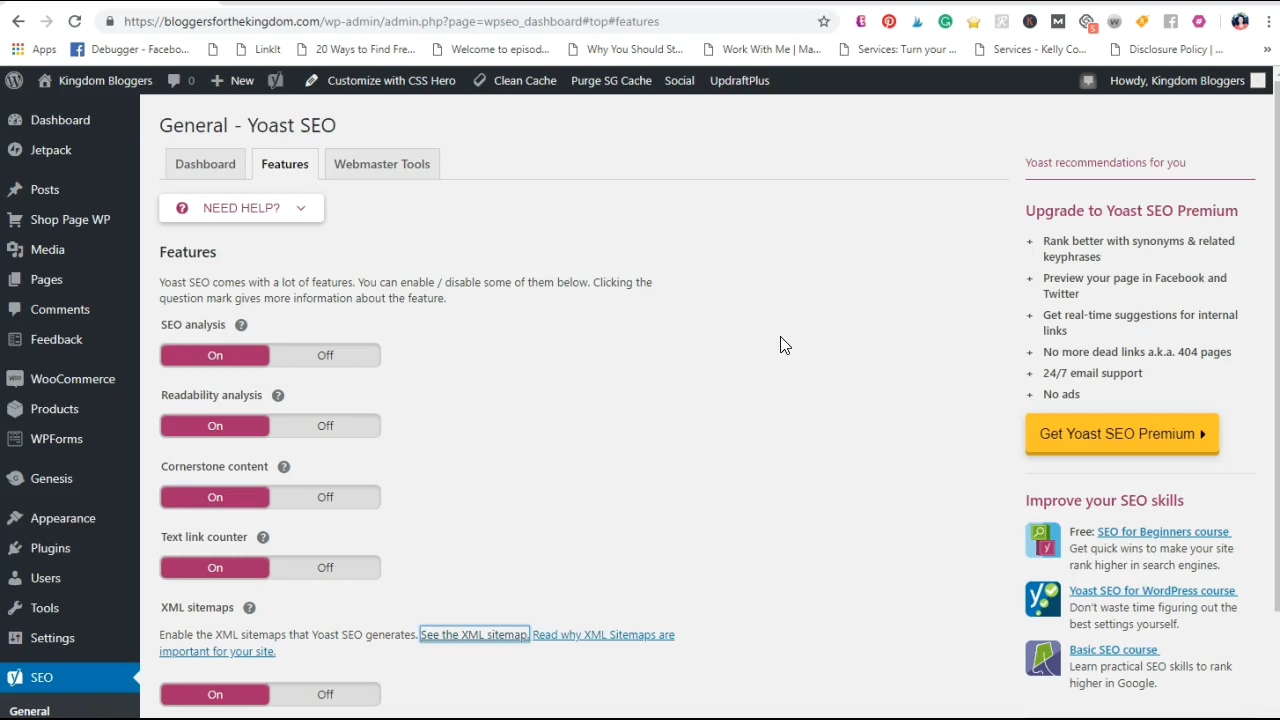 https://bloggersforthekingdom.com/wp-admin/admin.php?page=wpseo_dashboard#top#features
Apps
Debugger - Facebo...
LinkIt
20 Ways to Find Fre...
Welcome to episod...
Why You Should St...
Work With Me | Ma...
Services: Turn your ...
Services - Kelly Co...
Disclosure Policy | ...
»
Kingdom Bloggers
0
New
Customize with CSS Hero
Clean Cache
Purge SG Cache
Social
UpdraftPlus
Howdy, Kingdom Bloggers
Dashboard
Jetpack
Posts
Shop Page WP
Media
Pages
Comments
Feedback
WooCommerce
Products
WPForms
Genesis
Appearance
Plugins
Users
Tools
Settings
SEO
General
General - Yoast SEO
Dashboard
Features
Webmaster Tools
NEED HELP?
Features
Yoast SEO comes with a lot of features. You can enable / disable some of them below. Clicking the
question mark gives more information about the feature.
SEO analysis
On Off
Readability analysis
On Off
Cornerstone content
On Off
Text link counter
On Off
XML sitemaps
Enable the XML sitemaps that Yoast SEO generates. See the XML sitemap. Read why XML Sitemaps are
important for your site.
On Off
Yoast recommendations for you
Upgrade to Yoast SEO Premium
+ Rank better with synonyms & related
keyphrases
+ Preview your page in Facebook and
Twitter
+ Get real-time suggestions for internal
links
+ No more dead links a.k.a. 404 pages
+ 24/7 email support
+ No ads
Get Yoast SEO Premium
Improve your SEO skills
Free: SEO for Beginners course
Get quick wins to make your site
rank higher in search engines.
Yoast SEO for WordPress course
Don't waste time figuring out the
best settings yourself.
Basic SEO course
Learn practical SEO skills to rank
higher in Google.